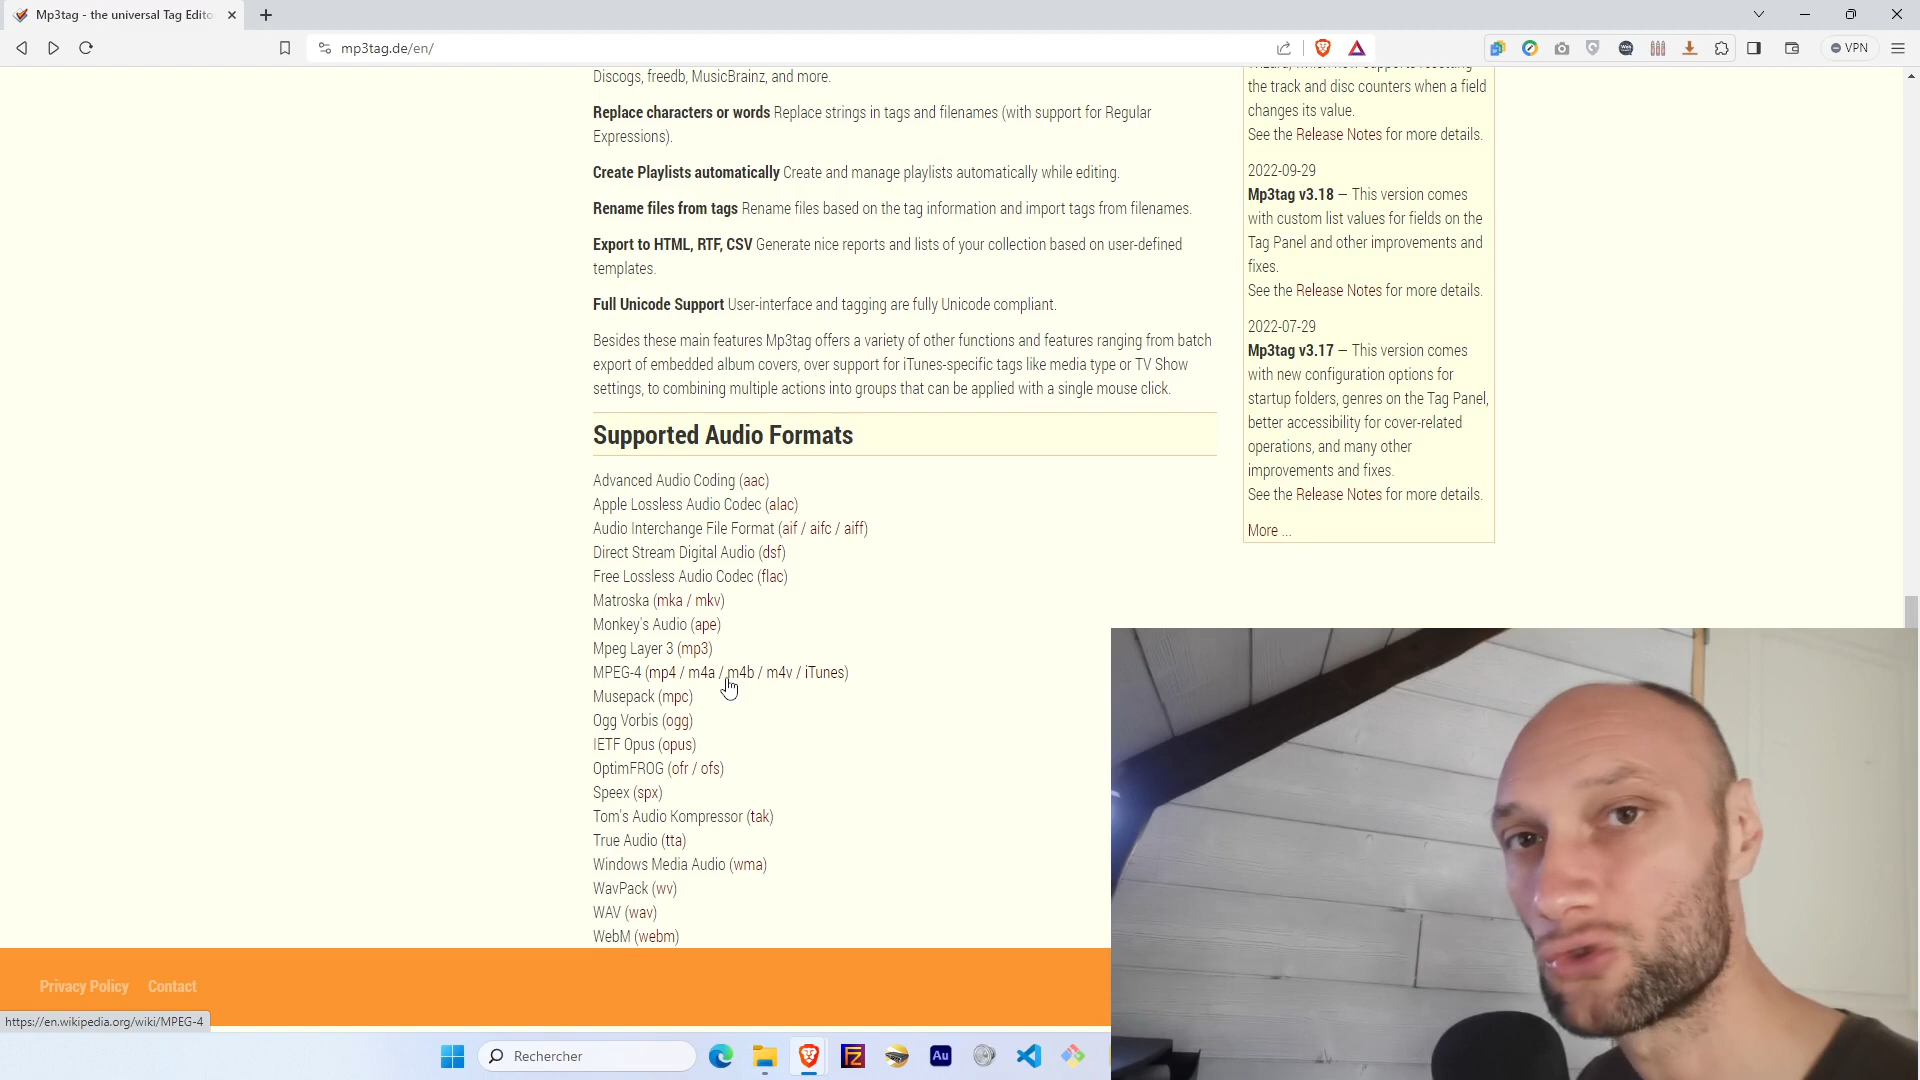 Mp3tag - the universal Tag Edito
mp3tag.de/en/
VPN
Discogs, freedb, MusicBrainz, and more.
Replace characters or words Replace strings in tags and filenames (with support for Regular
Expressions).
Create Playlists automatically Create and manage playlists automatically while editing.
Rename files from tags Rename files based on the tag information and import tags from filenames.
Export to HTML, RTF, CSV Generate nice reports and lists of your collection based on user-defined
templates.
Full Unicode Support User-interface and tagging are fully Unicode compliant.
Besides these main features Mp3tag offers a variety of other functions and features ranging from batch
export of embedded album covers, over support for iTunes-specific tags like media type or TV Show
settings, to combining multiple actions into groups that can be applied with a single mouse click.
Supported Audio Formats
Advanced Audio Coding (aac)
Apple Lossless Audio Codec (alac)
Audio Interchange File Format (aif / aifc / aiff)
Direct Stream Digital Audio (dsf)
Free Lossless Audio Codec (flac)
Matroska (mka / mkv)
Monkey's Audio (ape)
Mpeg Layer 3 (mp3)
MPEG-4 (mp4 / m4a / m4b / m4v / iTunes)
Musepack (mpc)
Ogg Vorbis (ogg)
IETF Opus (opus)
OptimFROG (ofr / ofs)
Speex (spx)
Tom's Audio Kompressor (tak)
True Audio (tta)
Windows Media Audio (wma)
WavPack (wv)
WAV (wav)
WebM (webm)
the track and disc counters when a field
changes its value.
See the Release Notes for more details.
2022-09-29
Mp3tag v3.18 — This version comes
with custom list values for fields on the
Tag Panel and other improvements and
fixes.
See the Release Notes for more details.
2022-07-29
Mp3tag v3.17 — This version comes
with new configuration options for
startup folders, genres on the Tag Panel,
better accessibility for cover-related
operations, and many other
improvements and fixes.
See the Release Notes for more details.
More ...
Privacy Policy Contact
https://en.wikipedia.org/wiki/MPEG-4
Rechercher
Au